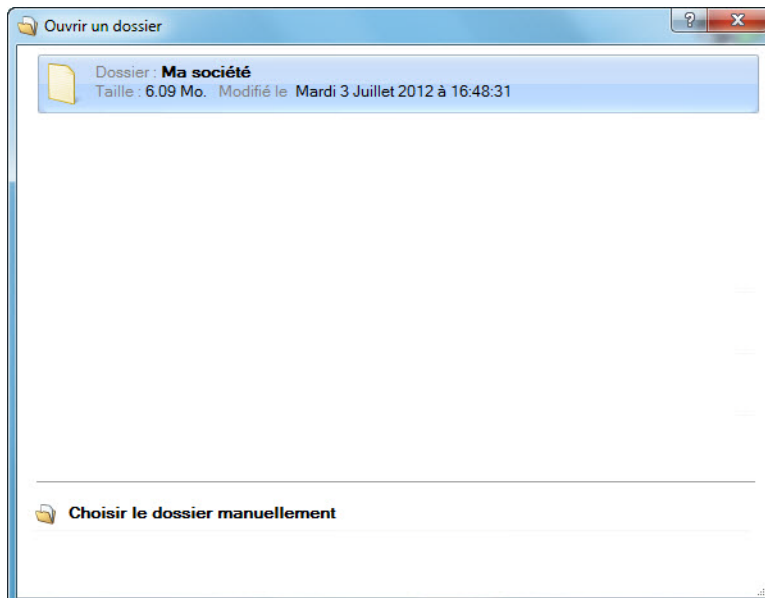 Ouvrir un dossier
Dossier : Ma société
Taille : 6.09 Mo. Modifié le Mardi 3 Juillet 2012 à 16:48:31
Choisir le dossier manuellement